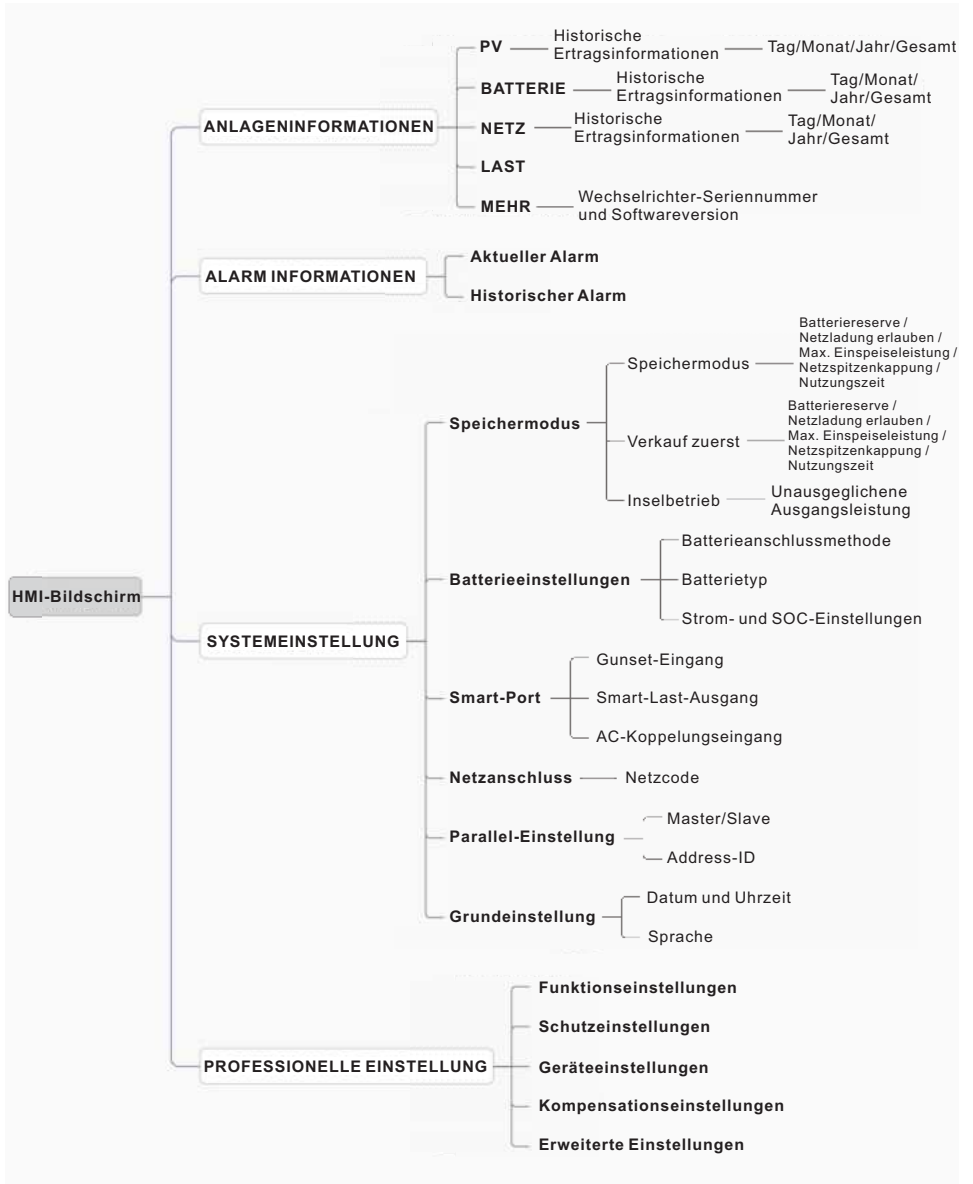 PV
Historische
Ertragsinformationen
Tag/Monat/Jahr/Gesamt
BATTERIE
Historische
Ertragsinformationen
Tag/Monat/
Jahr/Gesamt
ANLAGENINFORMATIONEN
NETZ
Historische
Ertragsinformationen
Tag/Monat/
Jahr/Gesamt
LAST
MEHR
Wechselrichter-Seriennummer
und Softwareversion
ALARM INFORMATIONEN
Aktueller Alarm
Historischer Alarm
Speichermodus
Speichermodus
Batteriereserve /
Netzladung erlauben /
Max. Einspeiseleistung /
Netzspitzenkappung /
Nutzungszeit
Verkauf zuerst
Batteriereserve /
Netzladung erlauben /
Max. Einspeiseleistung /
Netzspitzenkappung /
Nutzungszeit
Inselbetrieb
Unausgeglichene
Ausgangsleistung
HMI-Bildschirm
SYSTEMEINSTELLUNG
Batterieeinstellungen
Batterieanschlussmethode
Batterietyp
Strom- und SOC-Einstellungen
Smart-Port
Gunset-Eingang
Smart-Last-Ausgang
AC-Koppelungseingang
Netzanschluss
Netzcode
Parallel-Einstellung
Master/Slave
Address-ID
Grundeinstellung
Datum und Uhrzeit
Sprache
PROFESSIONELLE EINSTELLUNG
Funktionseinstellungen
Schutzeinstellungen
Geräteeinstellungen
Kompensationseinstellungen
Erweiterte Einstellungen